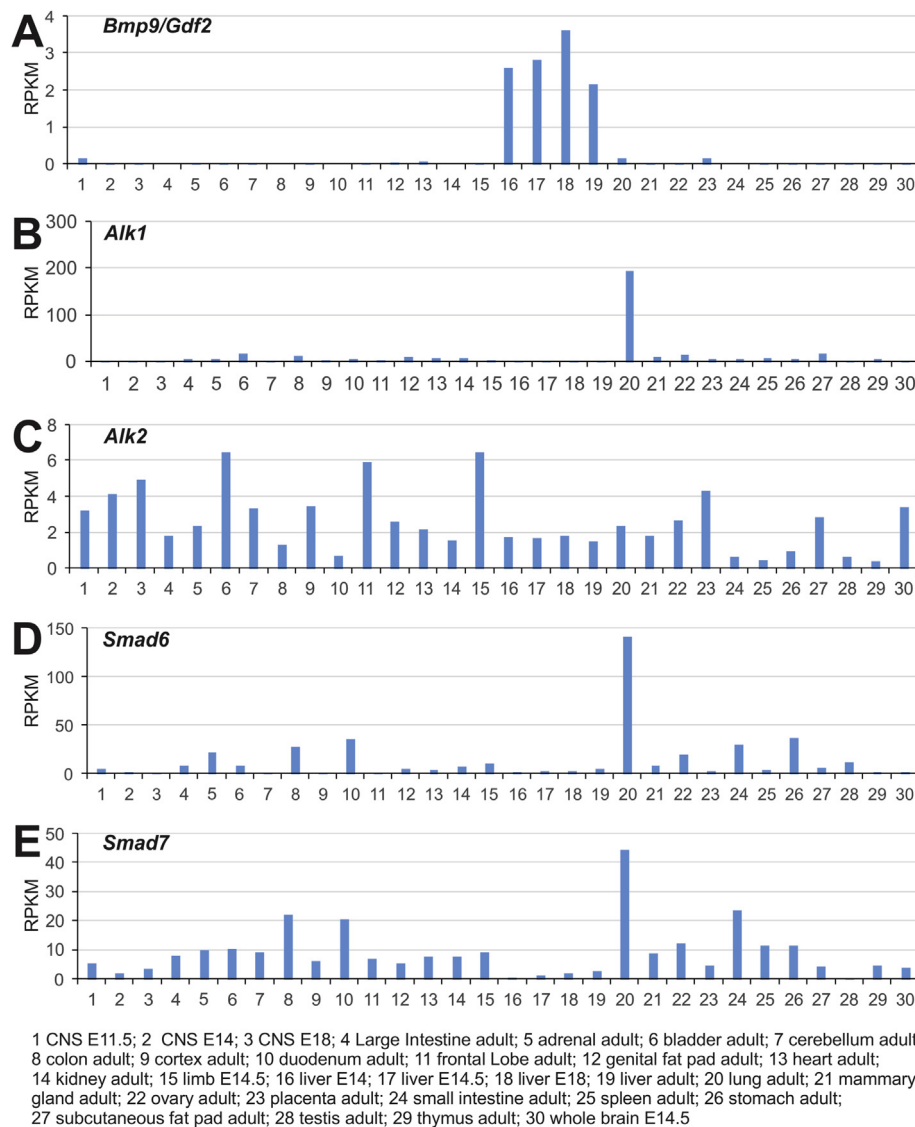 A
Bmp9/Gdf2
RPKM
4
3
2
1
0
1 2 3 4 5 6 7 8 9 10 11 12 13 14 15 16 17 18 19 20 21 22 23 24 25 26 27 28 29 30
B
Alk1
RPKM
300
200
100
0
1 2 3 4 5 6 7 8 9 10 11 12 13 14 15 16 17 18 19 20 21 22 23 24 25 26 27 28 29 30
C
Alk2
RPKM
8
6
4
2
0
1 2 3 4 5 6 7 8 9 10 11 12 13 14 15 16 17 18 19 20 21 22 23 24 25 26 27 28 29 30
D
Smad6
RPKM
150
100
50
0
1 2 3 4 5 6 7 8 9 10 11 12 13 14 15 16 17 18 19 20 21 22 23 24 25 26 27 28 29 30
E
Smad7
RPKM
50
40
30
20
10
0
1 2 3 4 5 6 7 8 9 10 11 12 13 14 15 16 17 18 19 20 21 22 23 24 25 26 27 28 29 30
1 CNS E11.5; 2 CNS E14; 3 CNS E18; 4 Large Intestine adult; 5 adrenal adult; 6 bladder adult; 7 cerebellum adult
8 colon adult; 9 cortex adult; 10 duodenum adult; 11 frontal Lobe adult; 12 genital fat pad adult; 13 heart adult;
14 kidney adult; 15 limb E14.5; 16 liver E14; 17 liver E14.5; 18 liver E18; 19 liver adult; 20 lung adult; 21 mammary
gland adult; 22 ovary adult; 23 placenta adult; 24 small intestine adult; 25 spleen adult; 26 stomach adult;
27 subcutaneous fat pad adult; 28 testis adult; 29 thymus adult; 30 whole brain E14.5